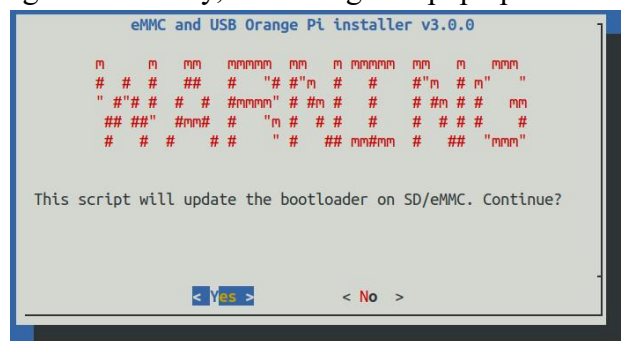 eMMC and USB Orange Pi installer v3.0.0
WARNING
This script will update the bootloader on SD/eMMC. Continue?
< Yes > < No >